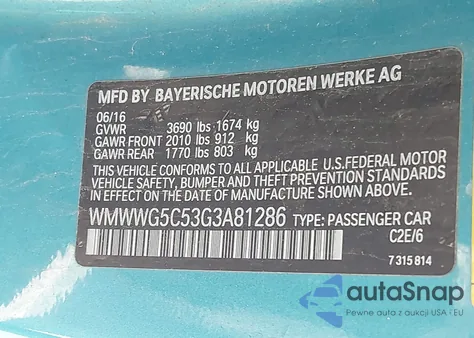 MFD BY BAYERISCHE MOTOREN WERKE AG
06/16
GVWR 3690 lbs 1674 kg
GAWR FRONT 2010 lbs 912 kg
GAWR REAR 1770 lbs 803 kg
THIS VEHICLE CONFORMS TO ALL APPLICABLE U.S.FEDERAL MOTOR
VEHICLE SAFETY, BUMPER AND THEFT PREVENTION STANDARDS
IN EFFECT ON THE DATE OF MANUFACTURE SHOWN ABOVE.
WMWWG5C53G3A81286 TYPE: PASSENGER CAR
C2E/6
7 315 814
autoSnap
Pewne auta z aukcji USA i EU